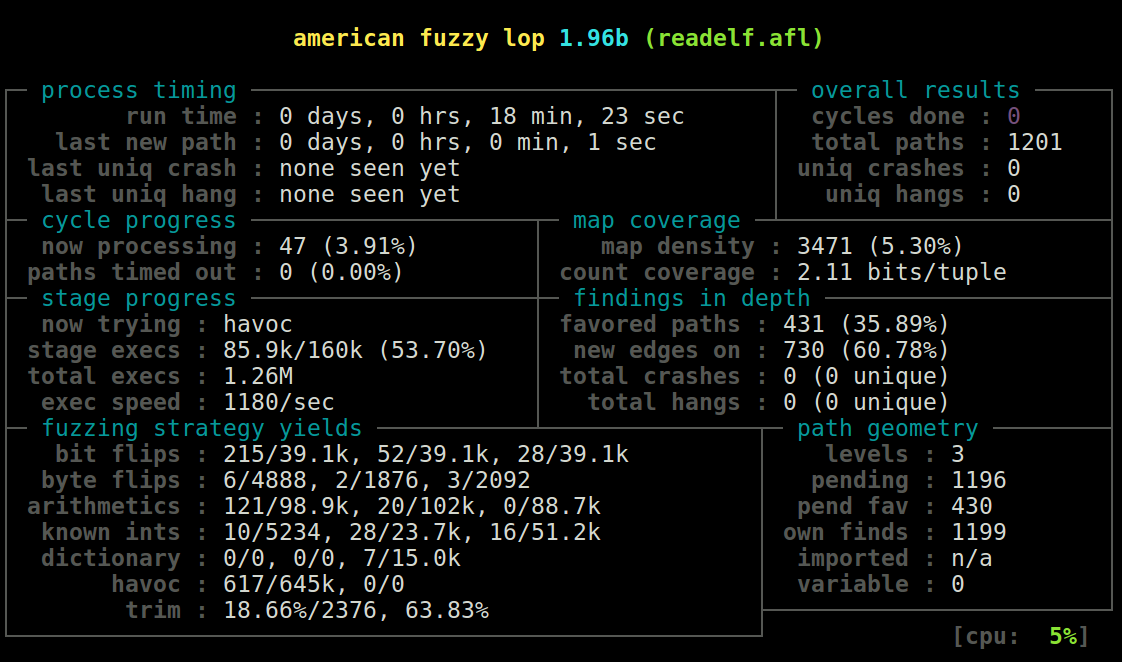 american fuzzy lop 1.96b (readelf.afl)
process timing
run time : 0 days, 0 hrs, 18 min, 23 sec
last new path : 0 days, 0 hrs, 0 min, 1 sec
last uniq crash : none seen yet
last uniq hang : none seen yet
overall results
cycles done : 0
total paths : 1201
uniq crashes : 0
uniq hangs : 0
cycle progress
now processing : 47 (3.91%)
paths timed out : 0 (0.00%)
map coverage
map density : 3471 (5.30%)
count coverage : 2.11 bits/tuple
stage progress
now trying : havoc
stage execs : 85.9k/160k (53.70%)
total execs : 1.26M
exec speed : 1180/sec
findings in depth
favored paths : 431 (35.89%)
new edges on : 730 (60.78%)
total crashes : 0 (0 unique)
total hangs : 0 (0 unique)
fuzzing strategy yields
bit flips : 215/39.1k, 52/39.1k, 28/39.1k
byte flips : 6/4888, 2/1876, 3/2092
arithmetics : 121/98.9k, 20/102k, 0/88.7k
known ints : 10/5234, 28/23.7k, 16/51.2k
dictionary : 0/0, 0/0, 7/15.0k
havoc : 617/645k, 0/0
trim : 18.66%/2376, 63.83%
path geometry
levels : 3
pending : 1196
pend fav : 430
own finds : 1199
imported : n/a
variable : 0
[cpu: 5%]